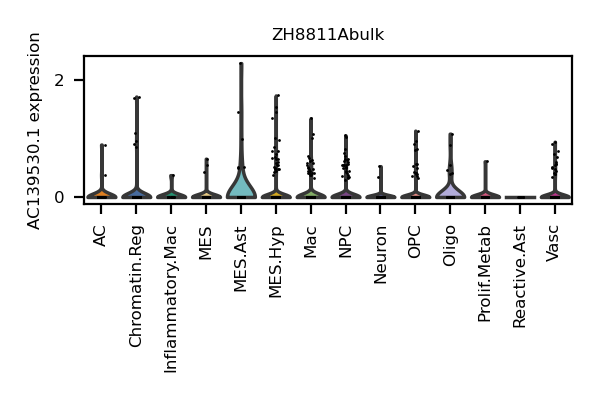 ZH8811Abulk
AC139530.1 expression
2
0
AC
Chromatin.Reg
Inflammatory.Mac
MES
MES.Ast
MES.Hyp
Mac
NPC
Neuron
OPC
Oligo
Prolif.Metab
Reactive.Ast
Vasc